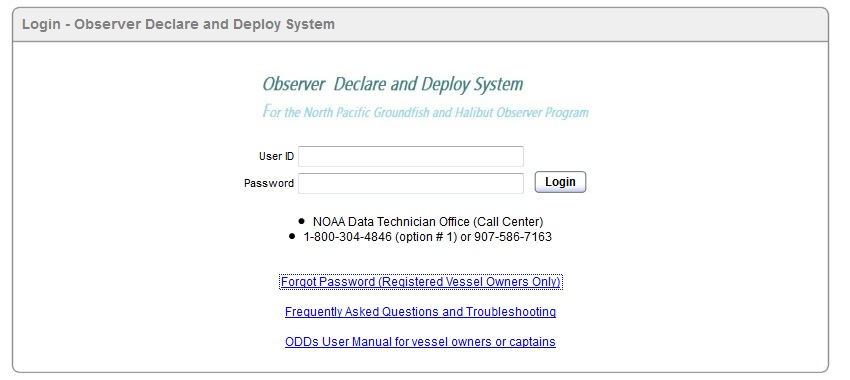 Login - Observer Declare and Deploy System
Observer Declare and Deploy System
For the North Pacific Groundfish and Halibut Observer Program
User ID
Password
Login
• NOAA Data Technician Office (Call Center)
• 1-800-304-4846 (option # 1) or 907-586-7163
Forgot Password (Registered Vessel Owners Only)
Frequently Asked Questions and Troubleshooting
ODDs User Manual for vessel owners or captains